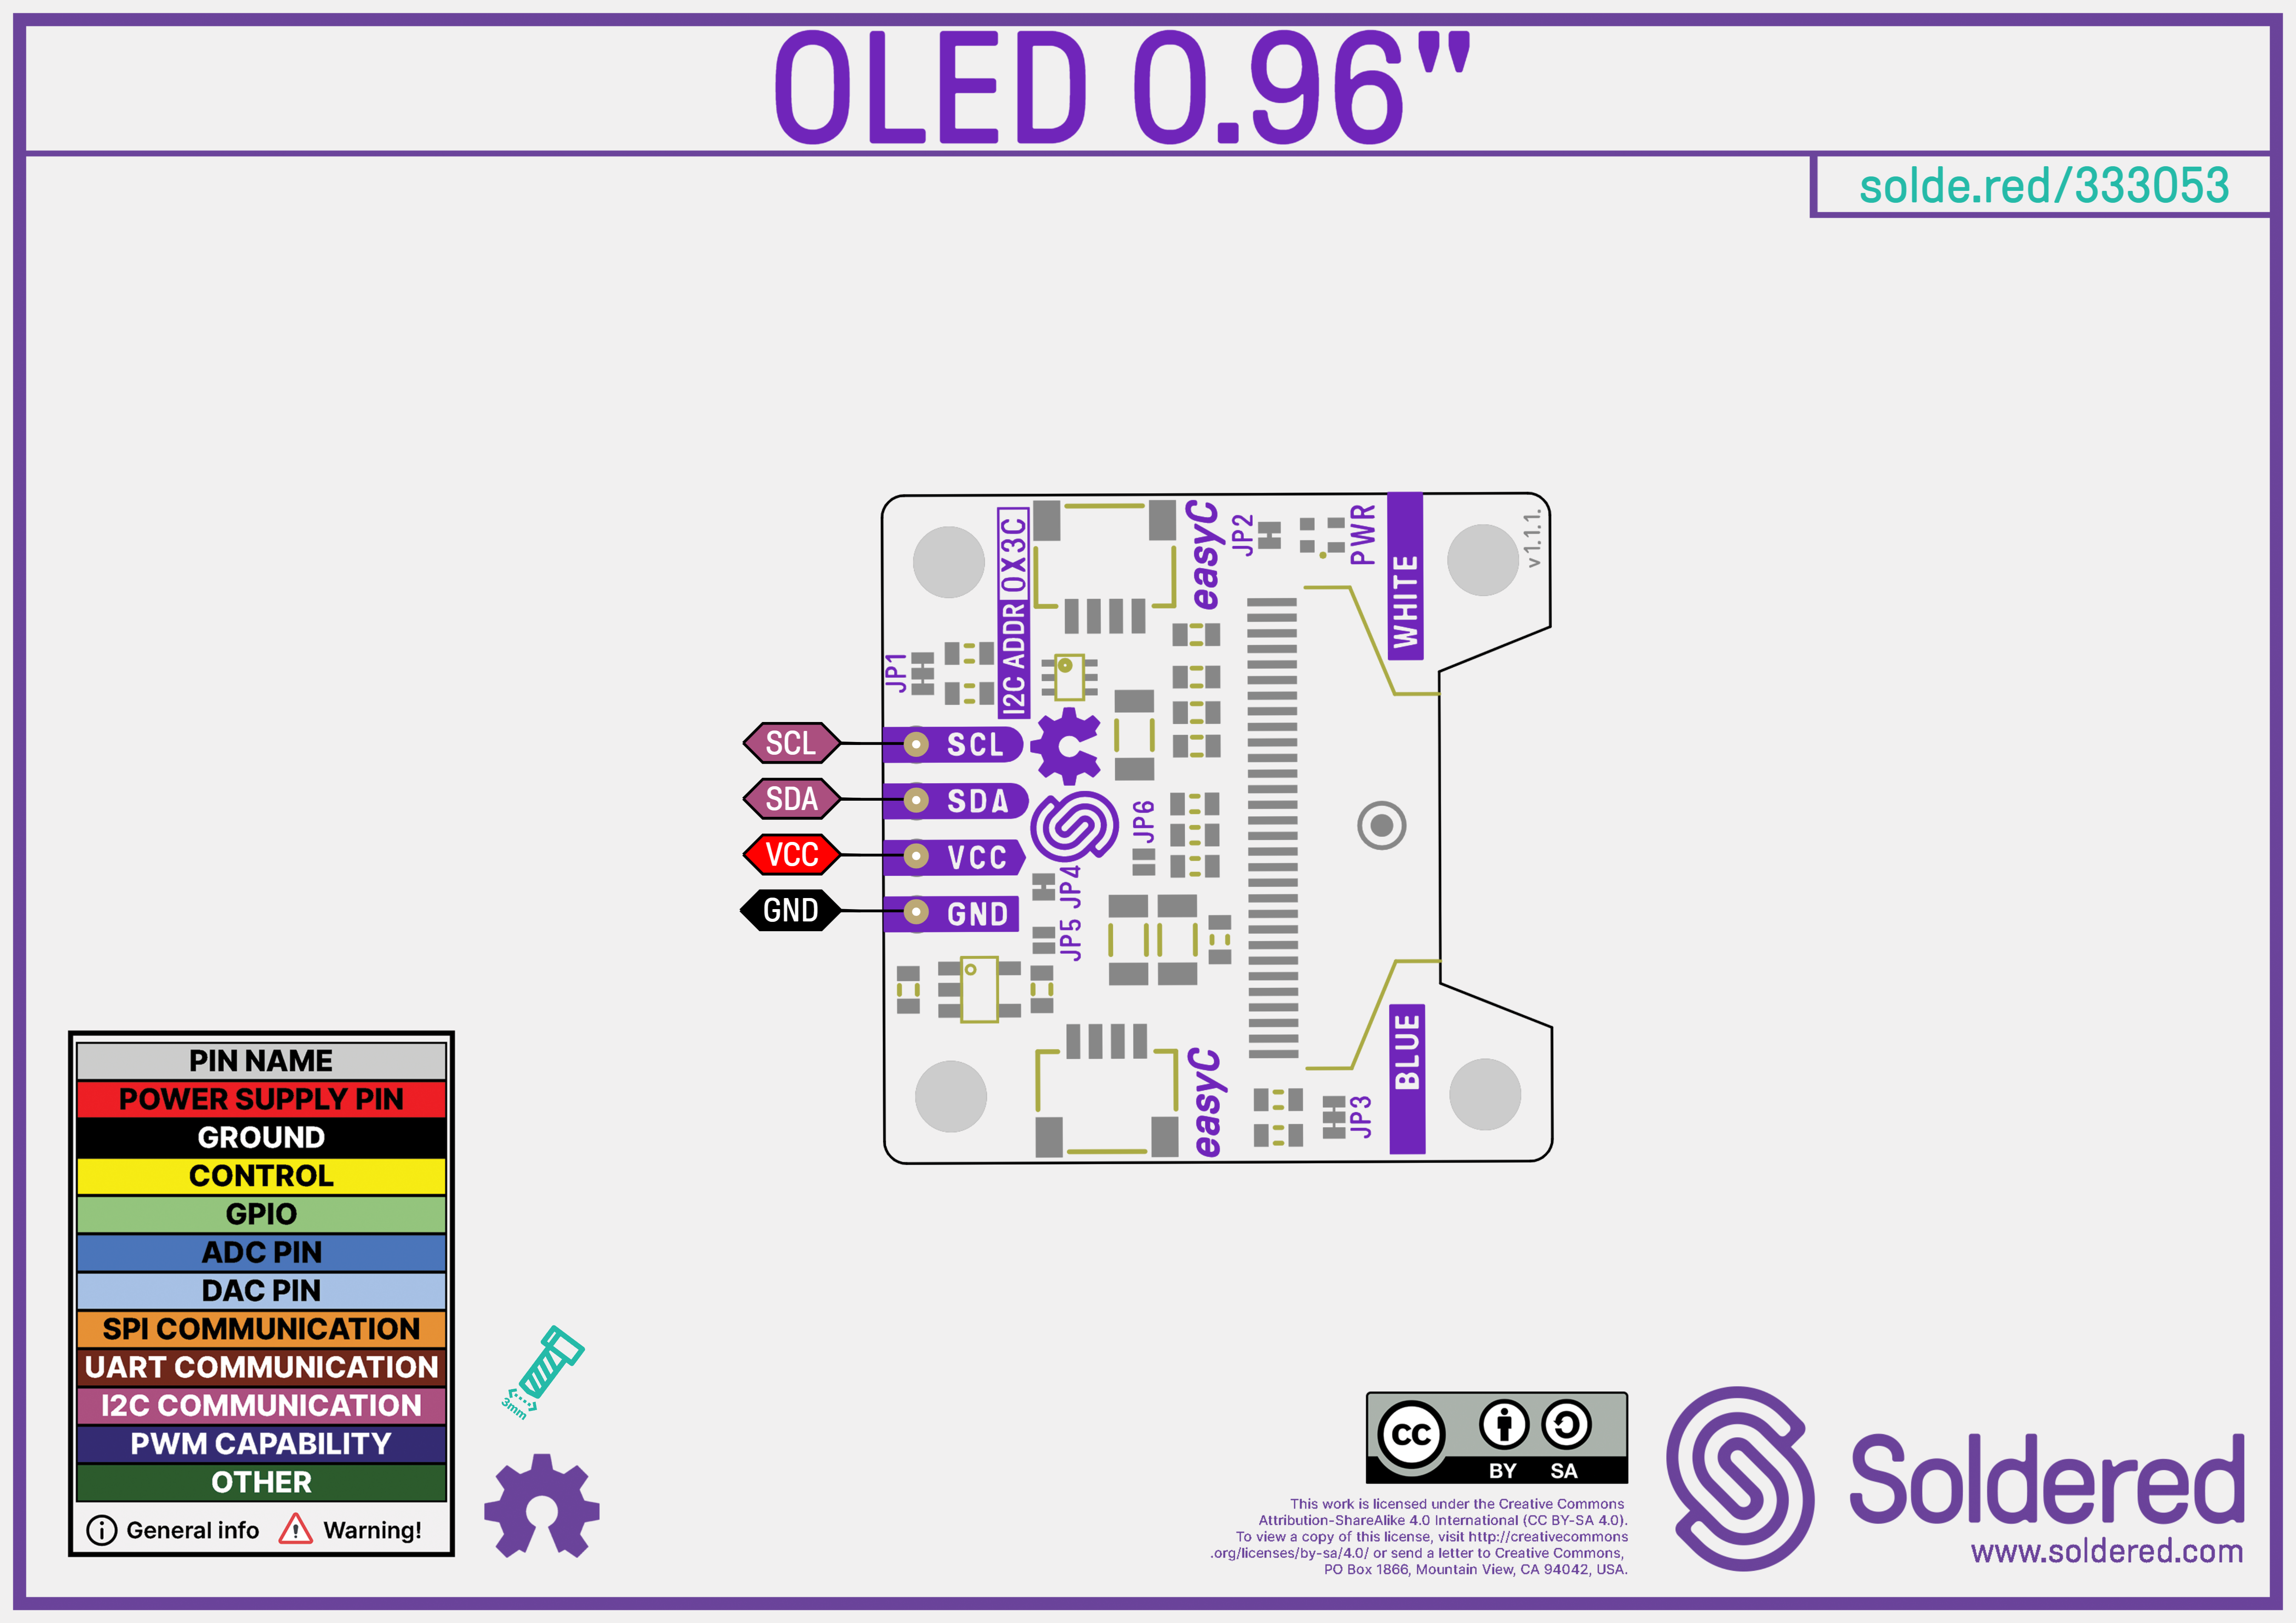 OLED 0.96"
solde.red/333053
I2C ADDR 0X3C
easyC
JP2
PWR
WHITE
v1.1.1.
JP1
SCL
SCL
SDA
SDA
VCC
VCC
GND
GND
JP6
JP4
JP5
easyC
JP3
BLUE
PIN NAME
POWER SUPPLY PIN
GROUND
CONTROL
GPIO
ADC PIN
DAC PIN
SPI COMMUNICATION
UART COMMUNICATION
I2C COMMUNICATION
PWM CAPABILITY
OTHER
General info
Warning!
3mm
CC
BY SA
This work is licensed under the Creative Commons
Attribution-ShareAlike 4.0 International (CC BY-SA 4.0).
To view a copy of this license, visit http://creativecommons
.org/licenses/by-sa/4.0/ or send a letter to Creative Commons,
PO Box 1866, Mountain View, CA 94042, USA.
Soldered
www.soldered.com